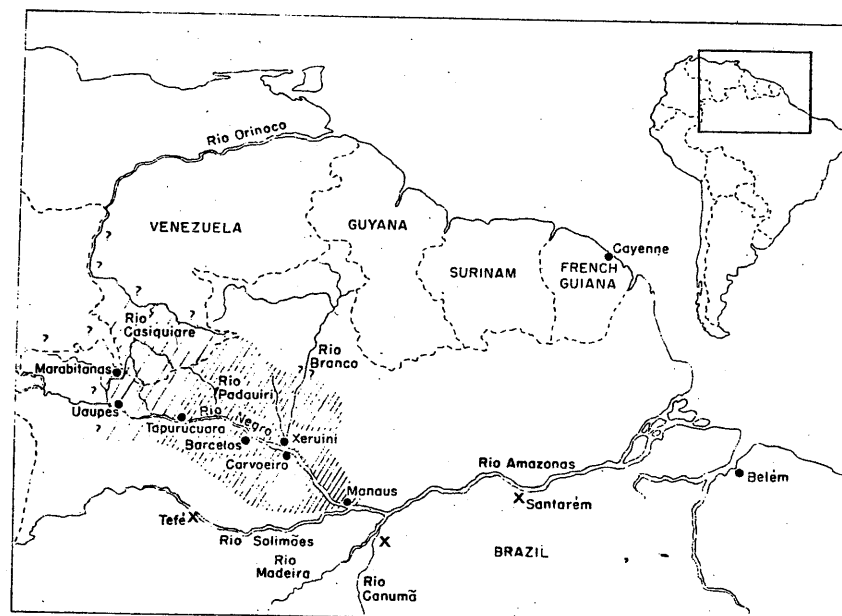 Rio Orinoco
VENEZUELA
GUYANA
SURINAM
FRENCH
GUIANA
Cayenne
?
?
?
?
?
?
Rio
Casiquiare
Marabitanas
?
Uaupés
?
Rio
Padauiri
Rio
Branco
? ?
Tapurucuara
Rio Negro
Barcelos
Xeruini
Carvoeiro
Manaus
Rio Amazonas
X
Santarém
Belém
Tefé X
Rio Solimões
X
Rio
Madeira
BRAZIL
Rio
Canumã